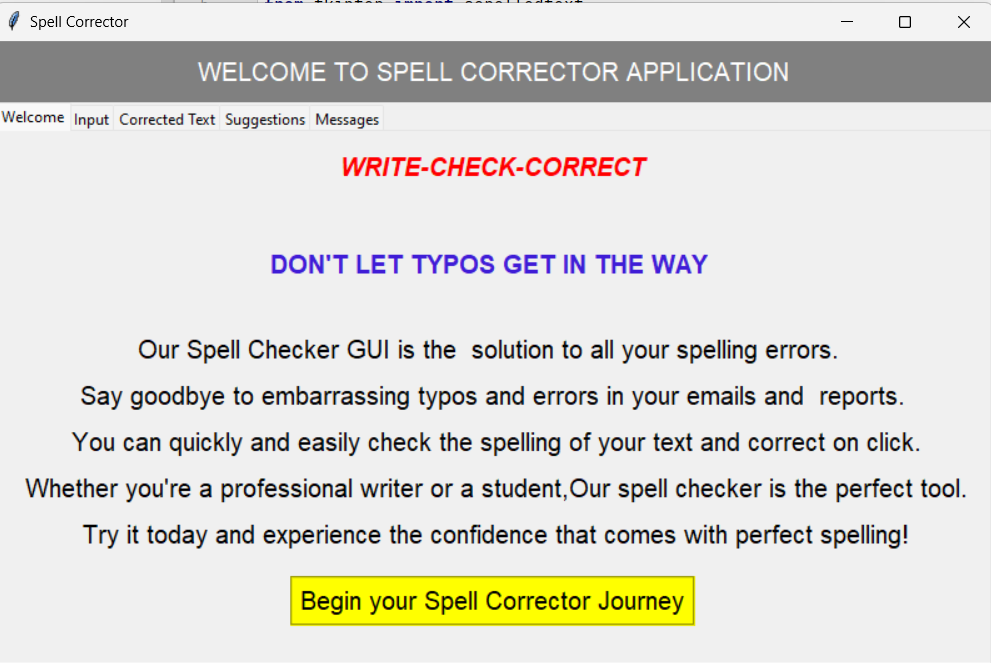 from tkinter import scrolledtext
Spell Corrector
WELCOME TO SPELL CORRECTOR APPLICATION
Welcome Input Corrected Text Suggestions Messages
WRITE-CHECK-CORRECT
DON'T LET TYPOS GET IN THE WAY
Our Spell Checker GUI is the  solution to all your spelling errors.
Say goodbye to embarrassing typos and errors in your emails and  reports.
You can quickly and easily check the spelling of your text and correct on click.
Whether you're a professional writer or a student,Our spell checker is the perfect tool.
Try it today and experience the confidence that comes with perfect spelling!
Begin your Spell Corrector Journey